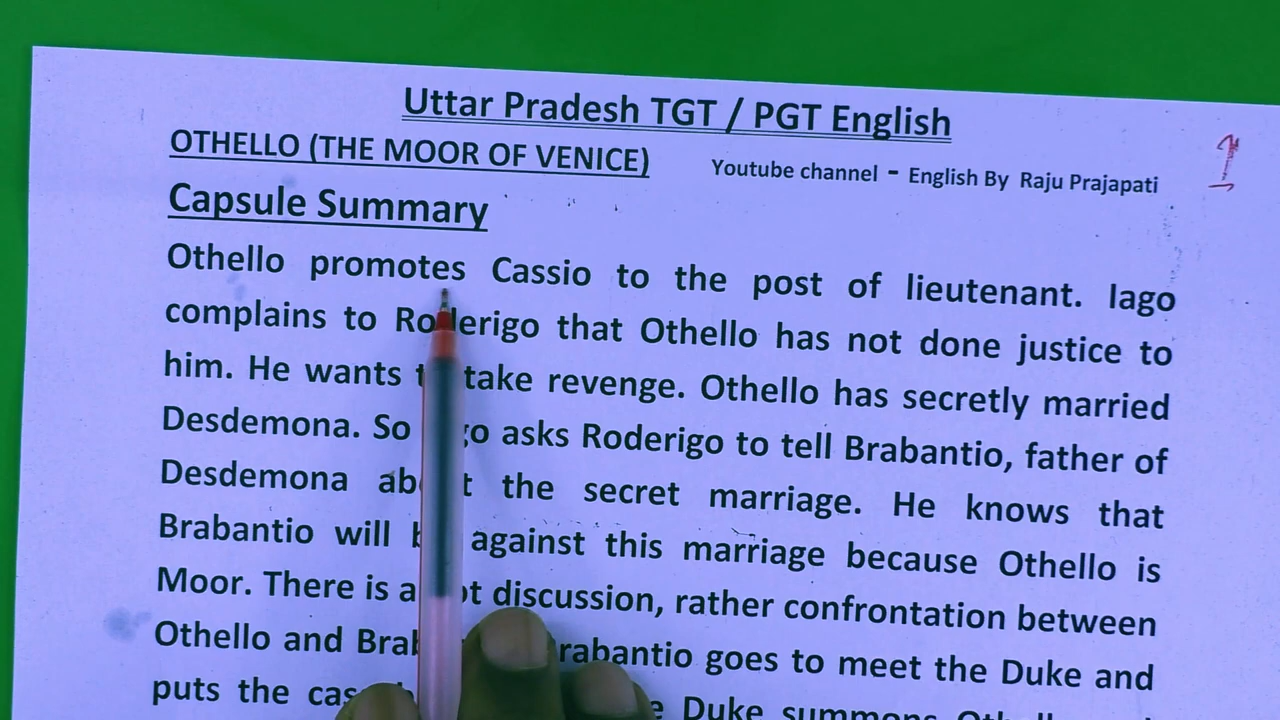 Uttar Pradesh TGT / PGT English
OTHELLO (THE MOOR OF VENICE) Youtube channel - English By Raju Prajapati
1
Capsule Summary
Othello promotes Cassio to the post of lieutenant. Iago
complains to Roderigo that Othello has not done justice to
him. He wants take revenge. Othello has secretly married
Desdemona. So asks Roderigo to tell Brabantio, father of
Desdemona the secret marriage. He knows that
Brabantio will against this marriage because Othello is
Moor. There is discussion, rather confrontation between
Othello and goes to meet the Duke and
puts the Duke summons